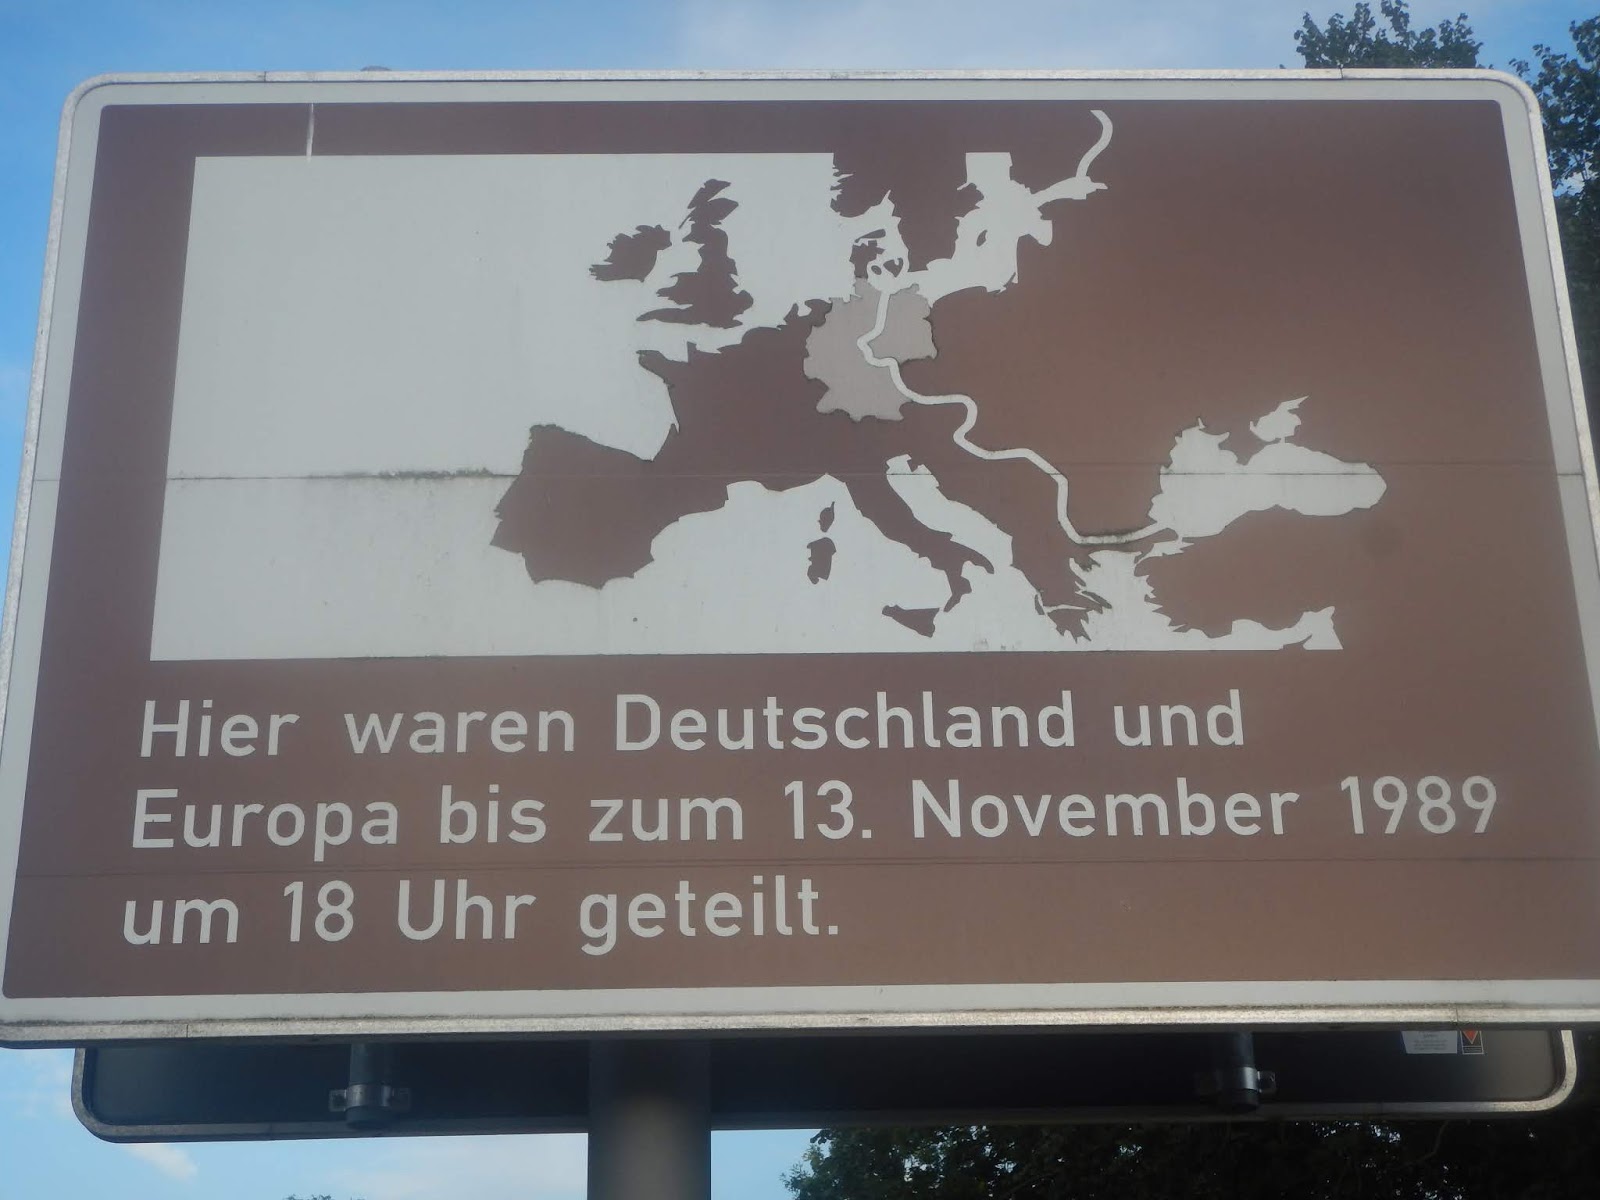 Hier waren Deutschland und
Europa bis zum 13. November 1989
um 18 Uhr geteilt.